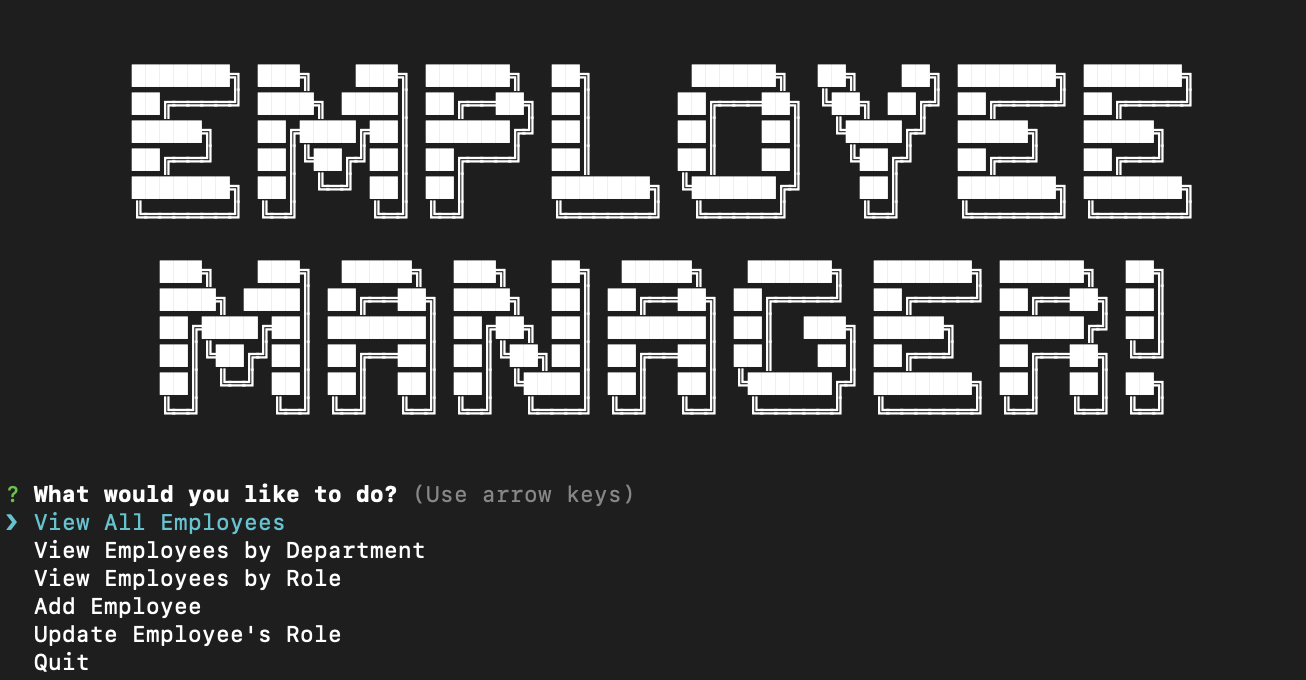 EMPLOYEE
MANAGER!
? What would you like to do? (Use arrow keys)
❯ View All Employees
View Employees by Department
View Employees by Role
Add Employee
Update Employee's Role
Quit